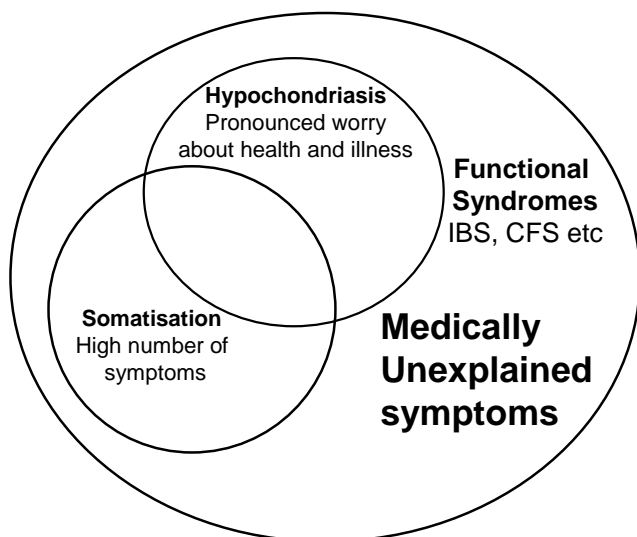 Hypochondriasis
Pronounced worry
about health and illness
Functional
Syndromes
IBS, CFS etc
Somatisation
High number of
symptoms
Medically
Unexplained
symptoms